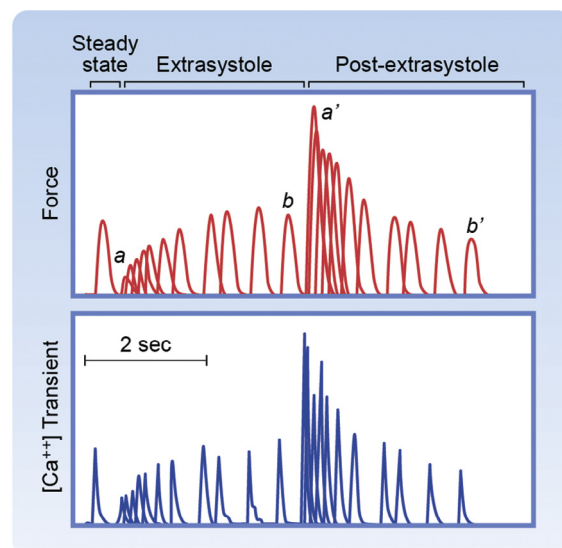 Steady
state
Extrasystole
Post-extrasystole
Force
a
b
a’
b’
[Ca++] Transient
2 sec